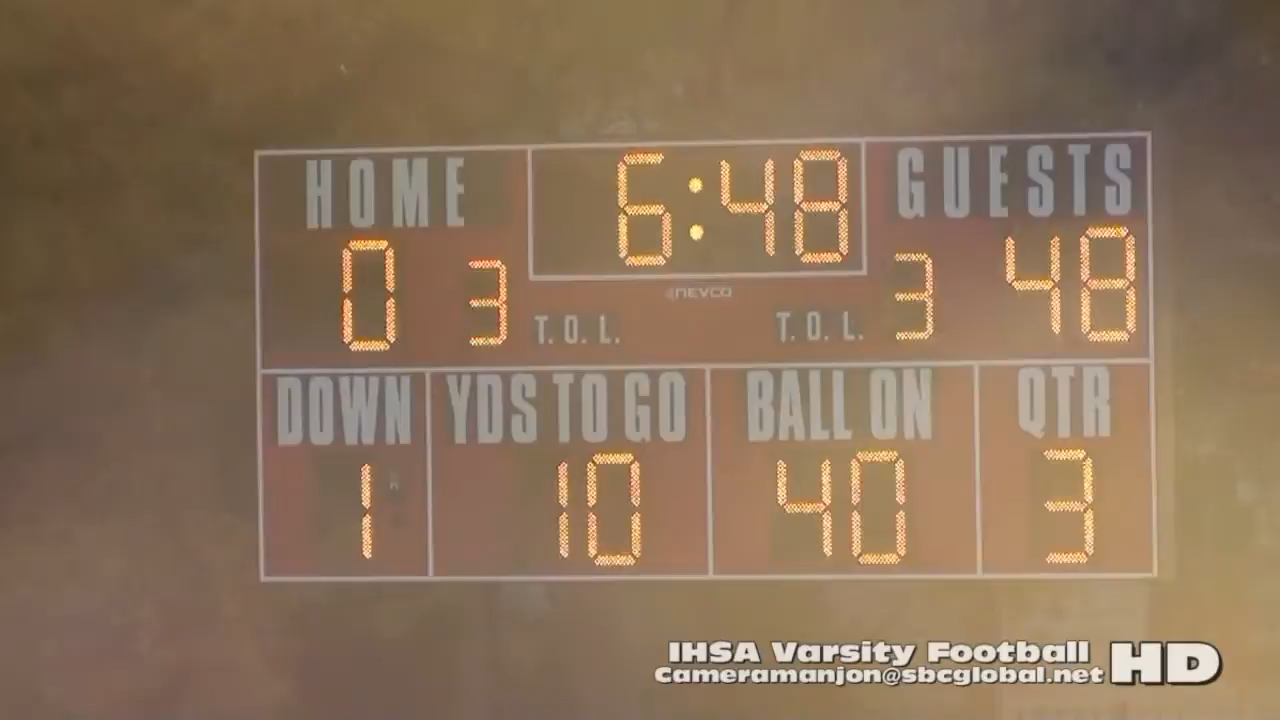 HOME 6:48 GUESTS
0 3 T.O.L. NEVCO T.O.L. 3 48
DOWN YDS TO GO BALL ON QTR
1 10 40 3
IHSA Varsity Football HD
Cameramanjon@sbcglobal.net